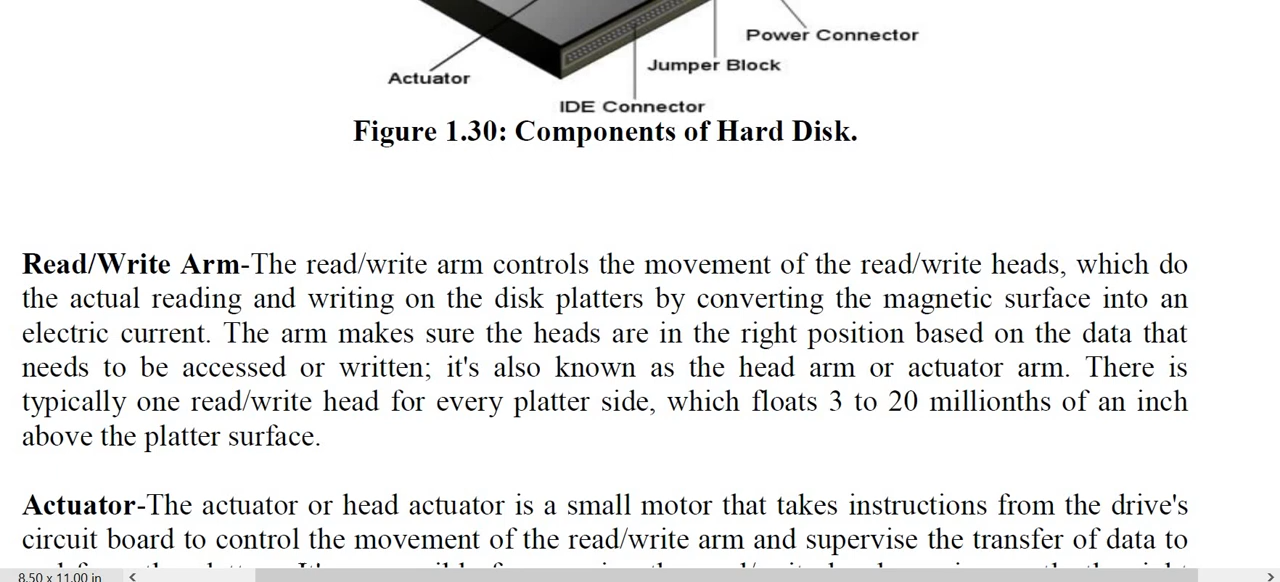 Power Connector
Jumper Block
Actuator
IDE Connector
Figure 1.30: Components of Hard Disk.
Read/Write Arm-The read/write arm controls the movement of the read/write heads, which do
the actual reading and writing on the disk platters by converting the magnetic surface into an
electric current. The arm makes sure the heads are in the right position based on the data that
needs to be accessed or written; it's also known as the head arm or actuator arm. There is
typically one read/write head for every platter side, which floats 3 to 20 millionths of an inch
above the platter surface.
Actuator-The actuator or head actuator is a small motor that takes instructions from the drive's
circuit board to control the movement of the read/write arm and supervise the transfer of data to
8.50 x 11.00 in